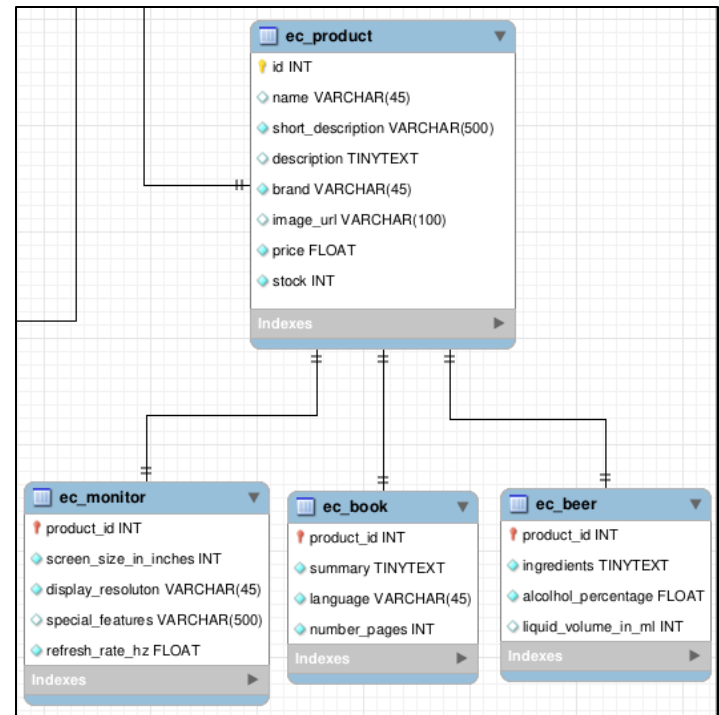 ec_product
id INT
name VARCHAR(45)
short_description VARCHAR(500)
description TINYTEXT
brand VARCHAR(45)
image_url VARCHAR(100)
price FLOAT
stock INT
Indexes
ec_monitor
product_id INT
screen_size_in_inches INT
display_resoluton VARCHAR(45)
special_features VARCHAR(500)
refresh_rate_hz FLOAT
Indexes
ec_book
product_id INT
summary TINYTEXT
language VARCHAR(45)
number_pages INT
Indexes
ec_beer
product_id INT
ingredients TINYTEXT
alcolhol_percentage FLOAT
liquid_volume_in_ml INT
Indexes